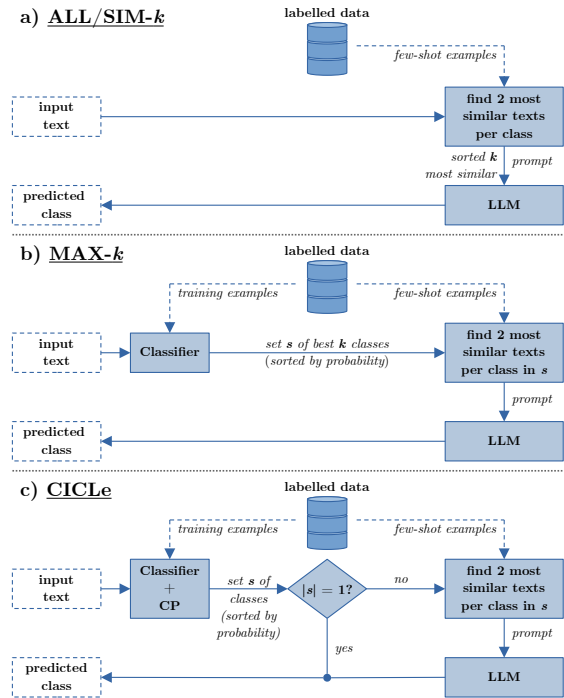 a) ALL/SIM-k
labelled data
few-shot examples
input
text
find 2 most
similar texts
per class
sorted k
most similar
prompt
predicted
class
LLM
b) MAX-k
labelled data
training examples
few-shot examples
input
text
Classifier
set s of best k classes
(sorted by probability)
find 2 most
similar texts
per class in s
prompt
predicted
class
LLM
c) CICLe
labelled data
training examples
few-shot examples
input
text
Classifier
+
CP
set s of
classes
(sorted by
probability)
|s| = 1?
no
find 2 most
similar texts
per class in s
yes
prompt
predicted
class
LLM